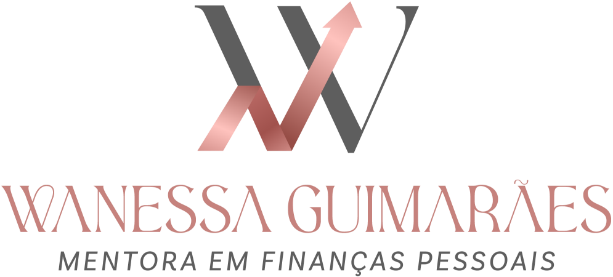 W
WANESSA GUIMARÃES
MENTORA EM FINANÇAS PESSOAIS